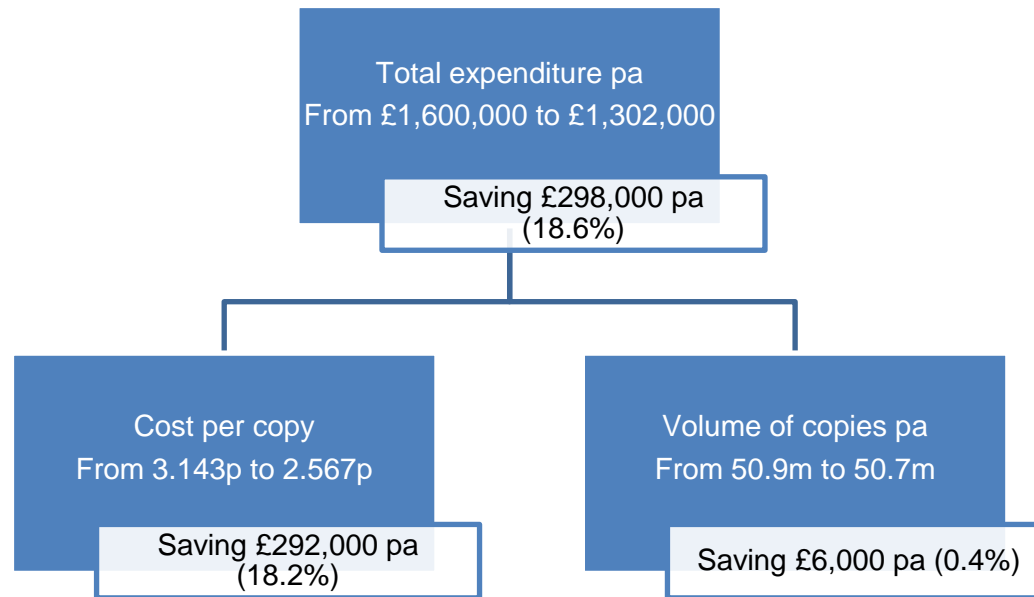 Total expenditure pa
From £1,600,000 to £1,302,000
Saving £298,000 pa
(18.6%)
Cost per copy
From 3.143p to 2.567p
Saving £292,000 pa
(18.2%)
Volume of copies pa
From 50.9m to 50.7m
Saving £6,000 pa (0.4%)